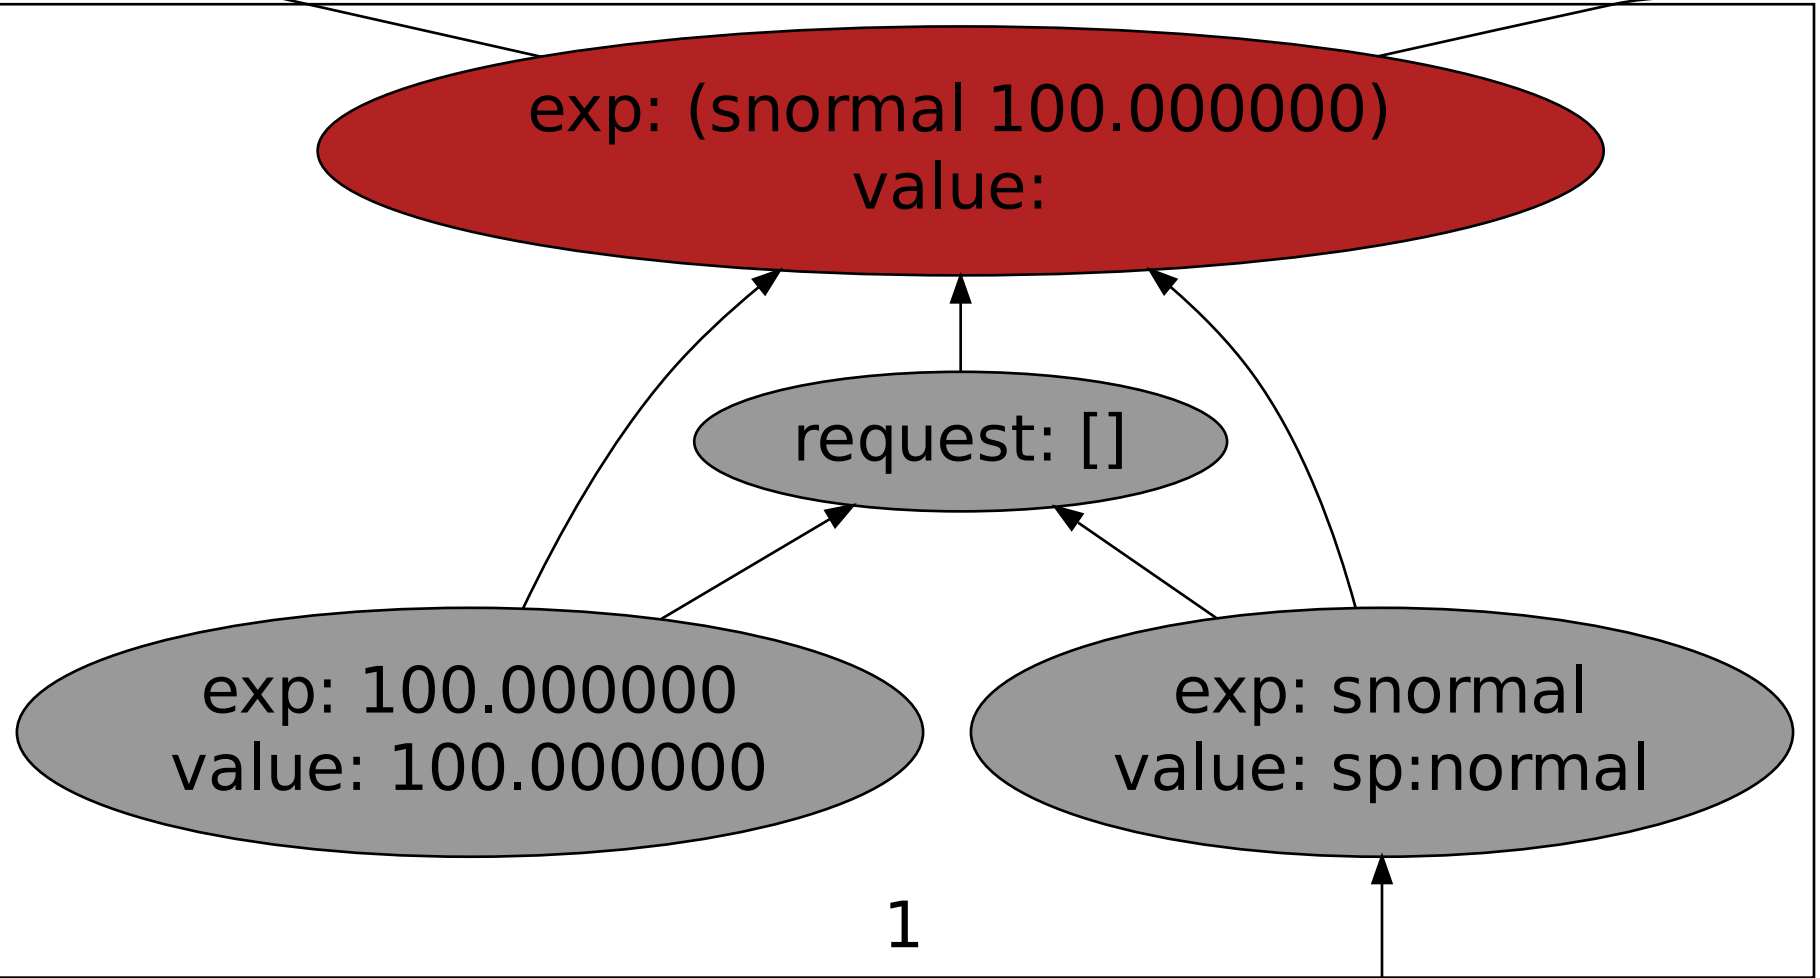 exp: (snormal 100.000000)
value:
request: []
exp: 100.000000
value: 100.000000
exp: snormal
value: sp:normal
1